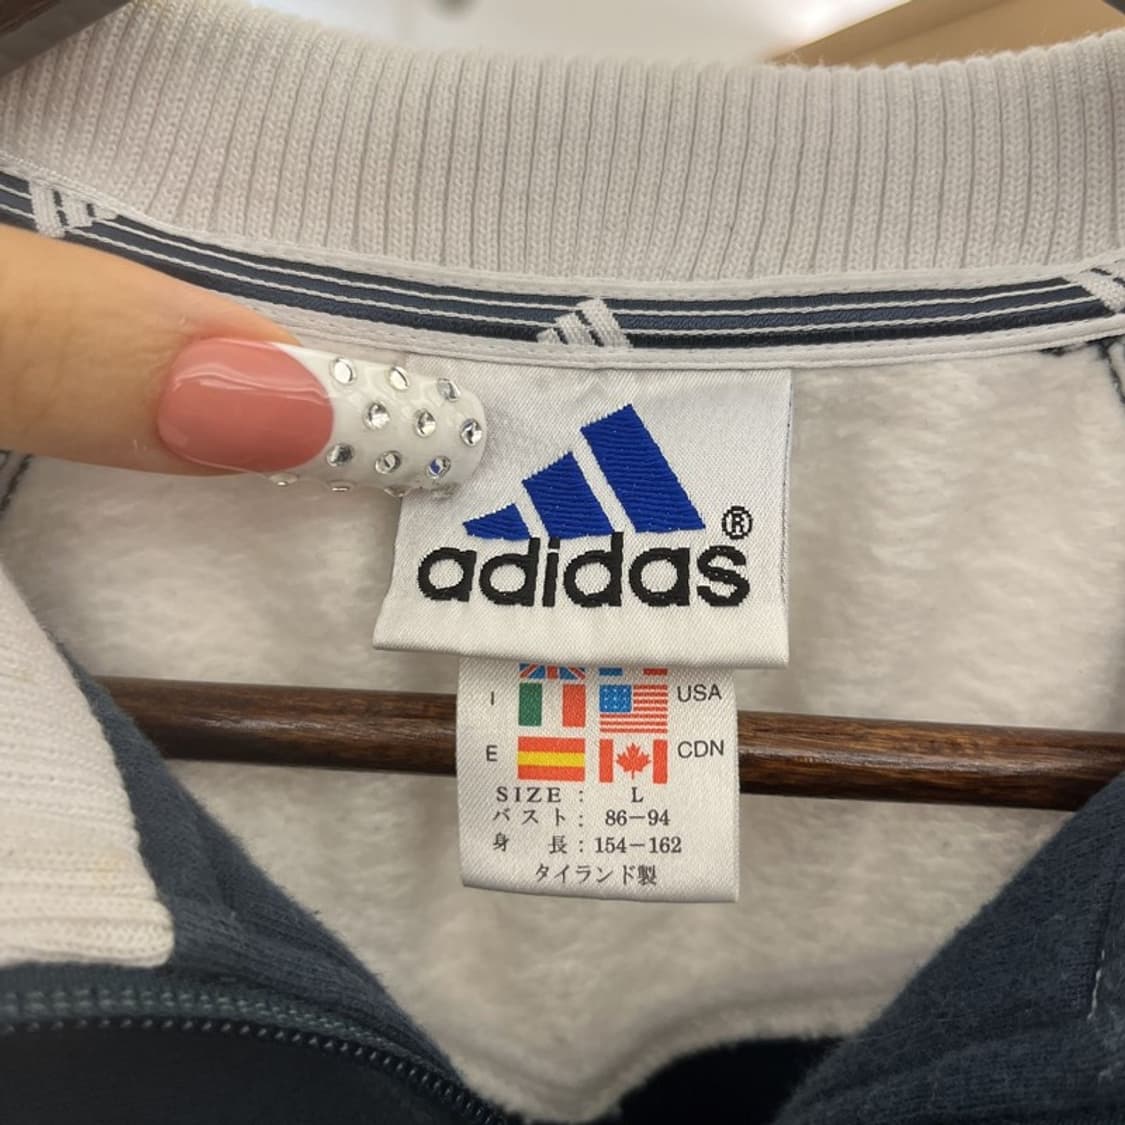 adidas®
I USA
E CDN
SIZE : L
バスト : 86－94
身 長 : 154－162
タイランド製